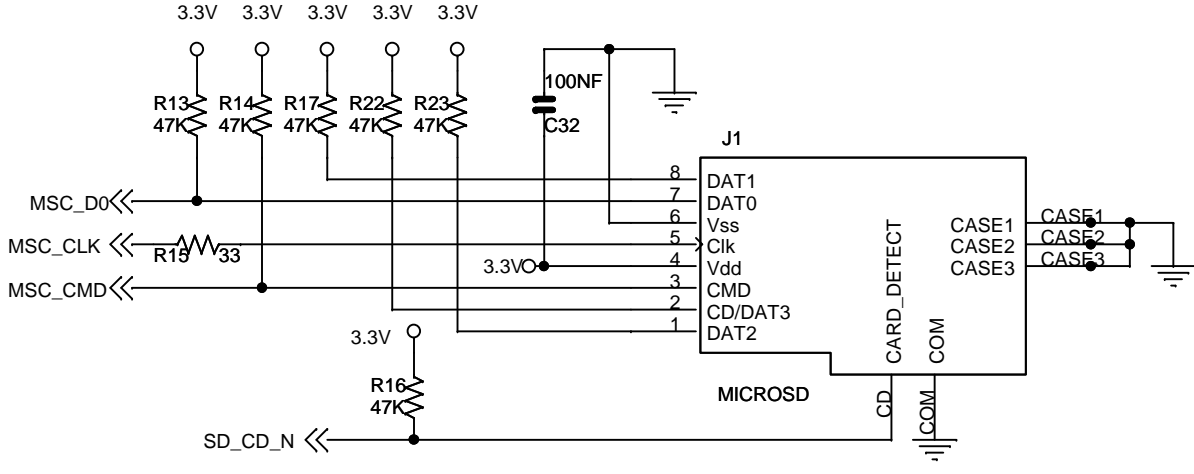 3.3V 3.3V 3.3V 3.3V 3.3V
100NF
R13 R14 R17 R22 R23
47K 47K 47K 47K 47K
C32
J1
8 DAT1
MSC_D0 7 DAT0
6 Vss CASE1 CASE1
MSC_CLK R15 33 5 Clk CASE2 CASE2
3.3V 4 Vdd CASE3 CASE3
MSC_CMD 3 CMD
2 CD/DAT3
1 DAT2
CARD_DETECT
COM
3.3V
R16
47K
MICROSD
CD
COM
SD_CD_N